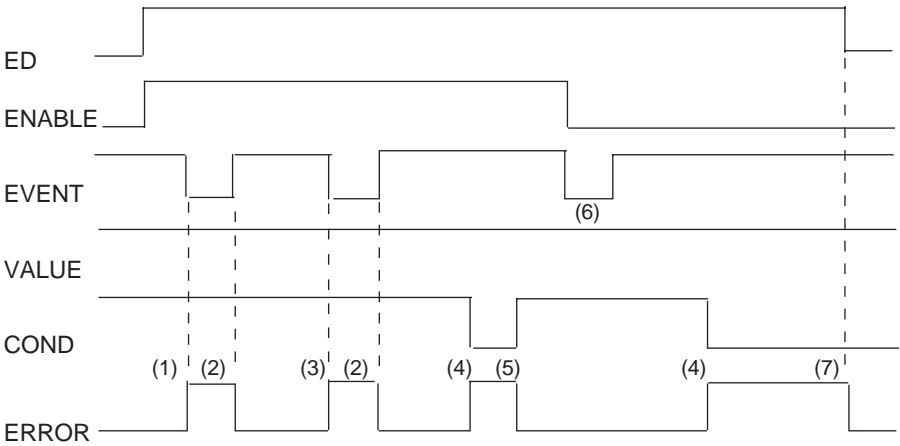 ED
ENABLE
EVENT
(6)
VALUE
COND
(1) (2) (3) (2) (4) (5) (4) (7)
ERROR